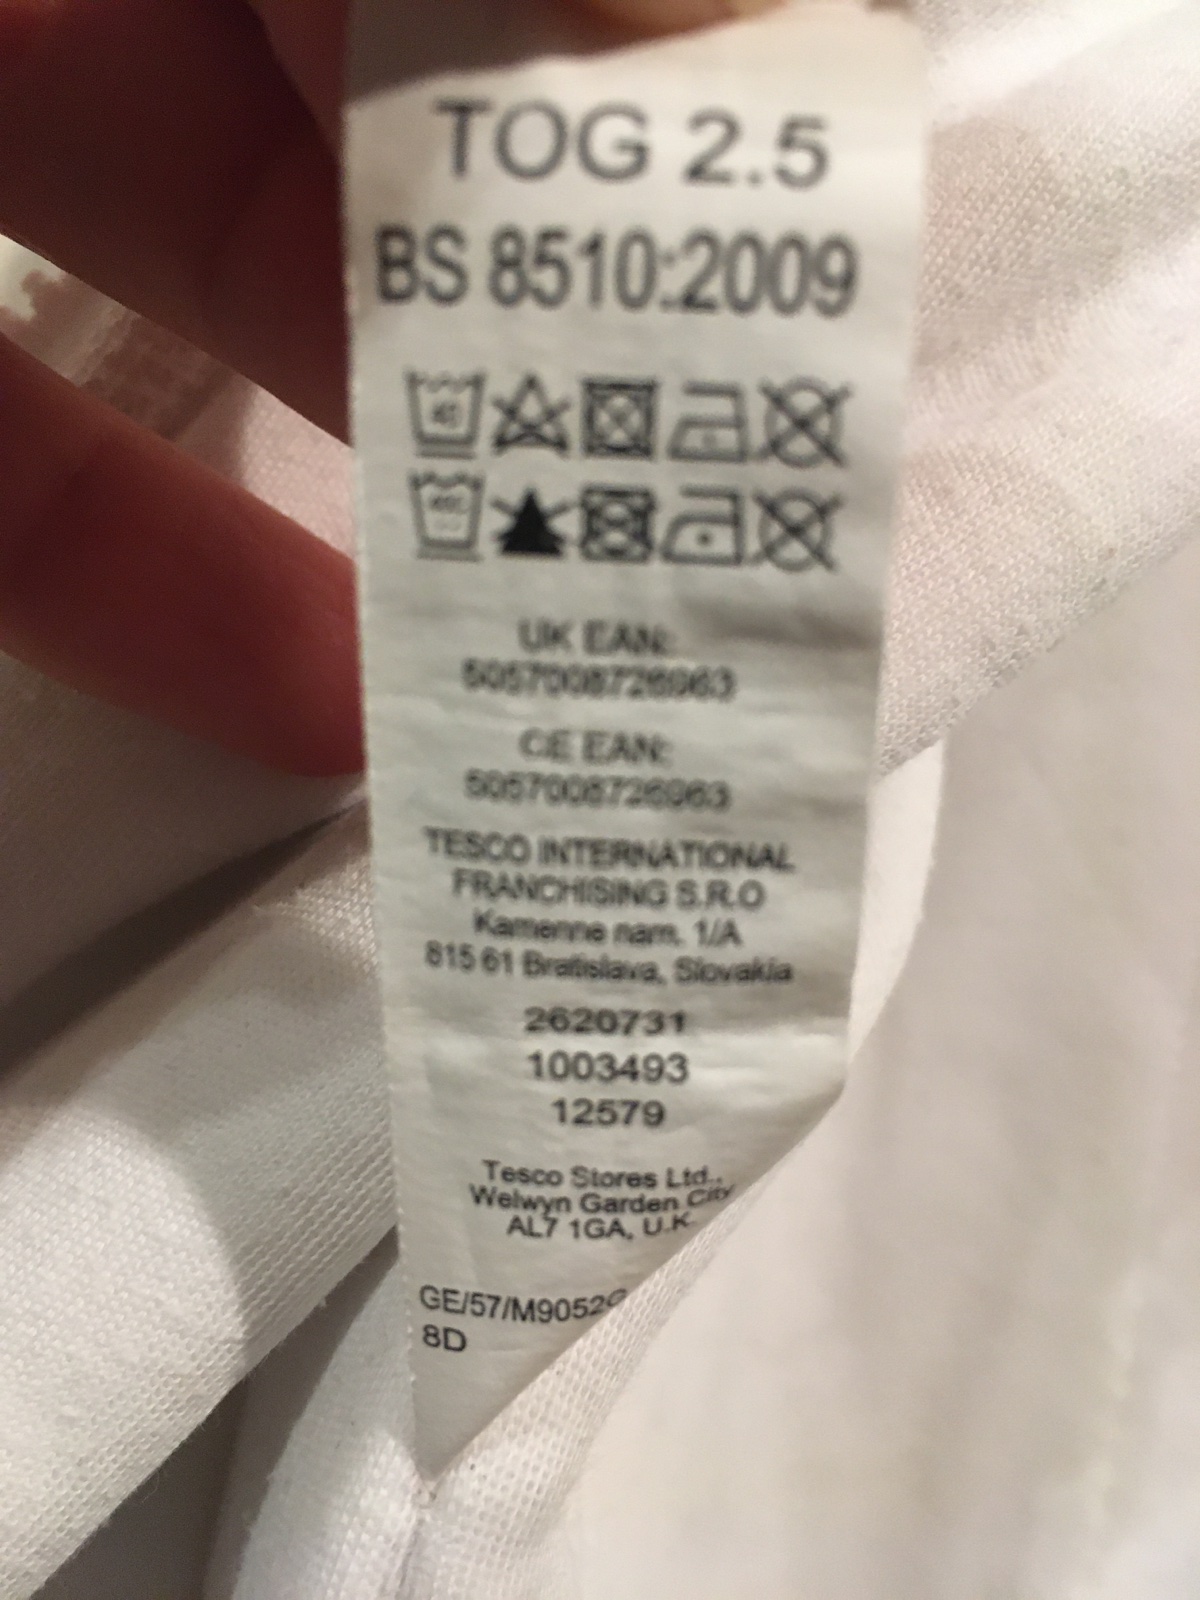 TOG 2.5
BS 8510:2009
40
UK EAN:
5057008726963
CE EAN:
5057008726963
TESCO INTERNATIONAL
FRANCHISING S.R.O
Kamenne nam. 1/A
815 61 Bratislava, Slovakia
2620731
1003493
12579
Tesco Stores Ltd.,
Welwyn Garden City
AL7 1GA, U.K.
8D